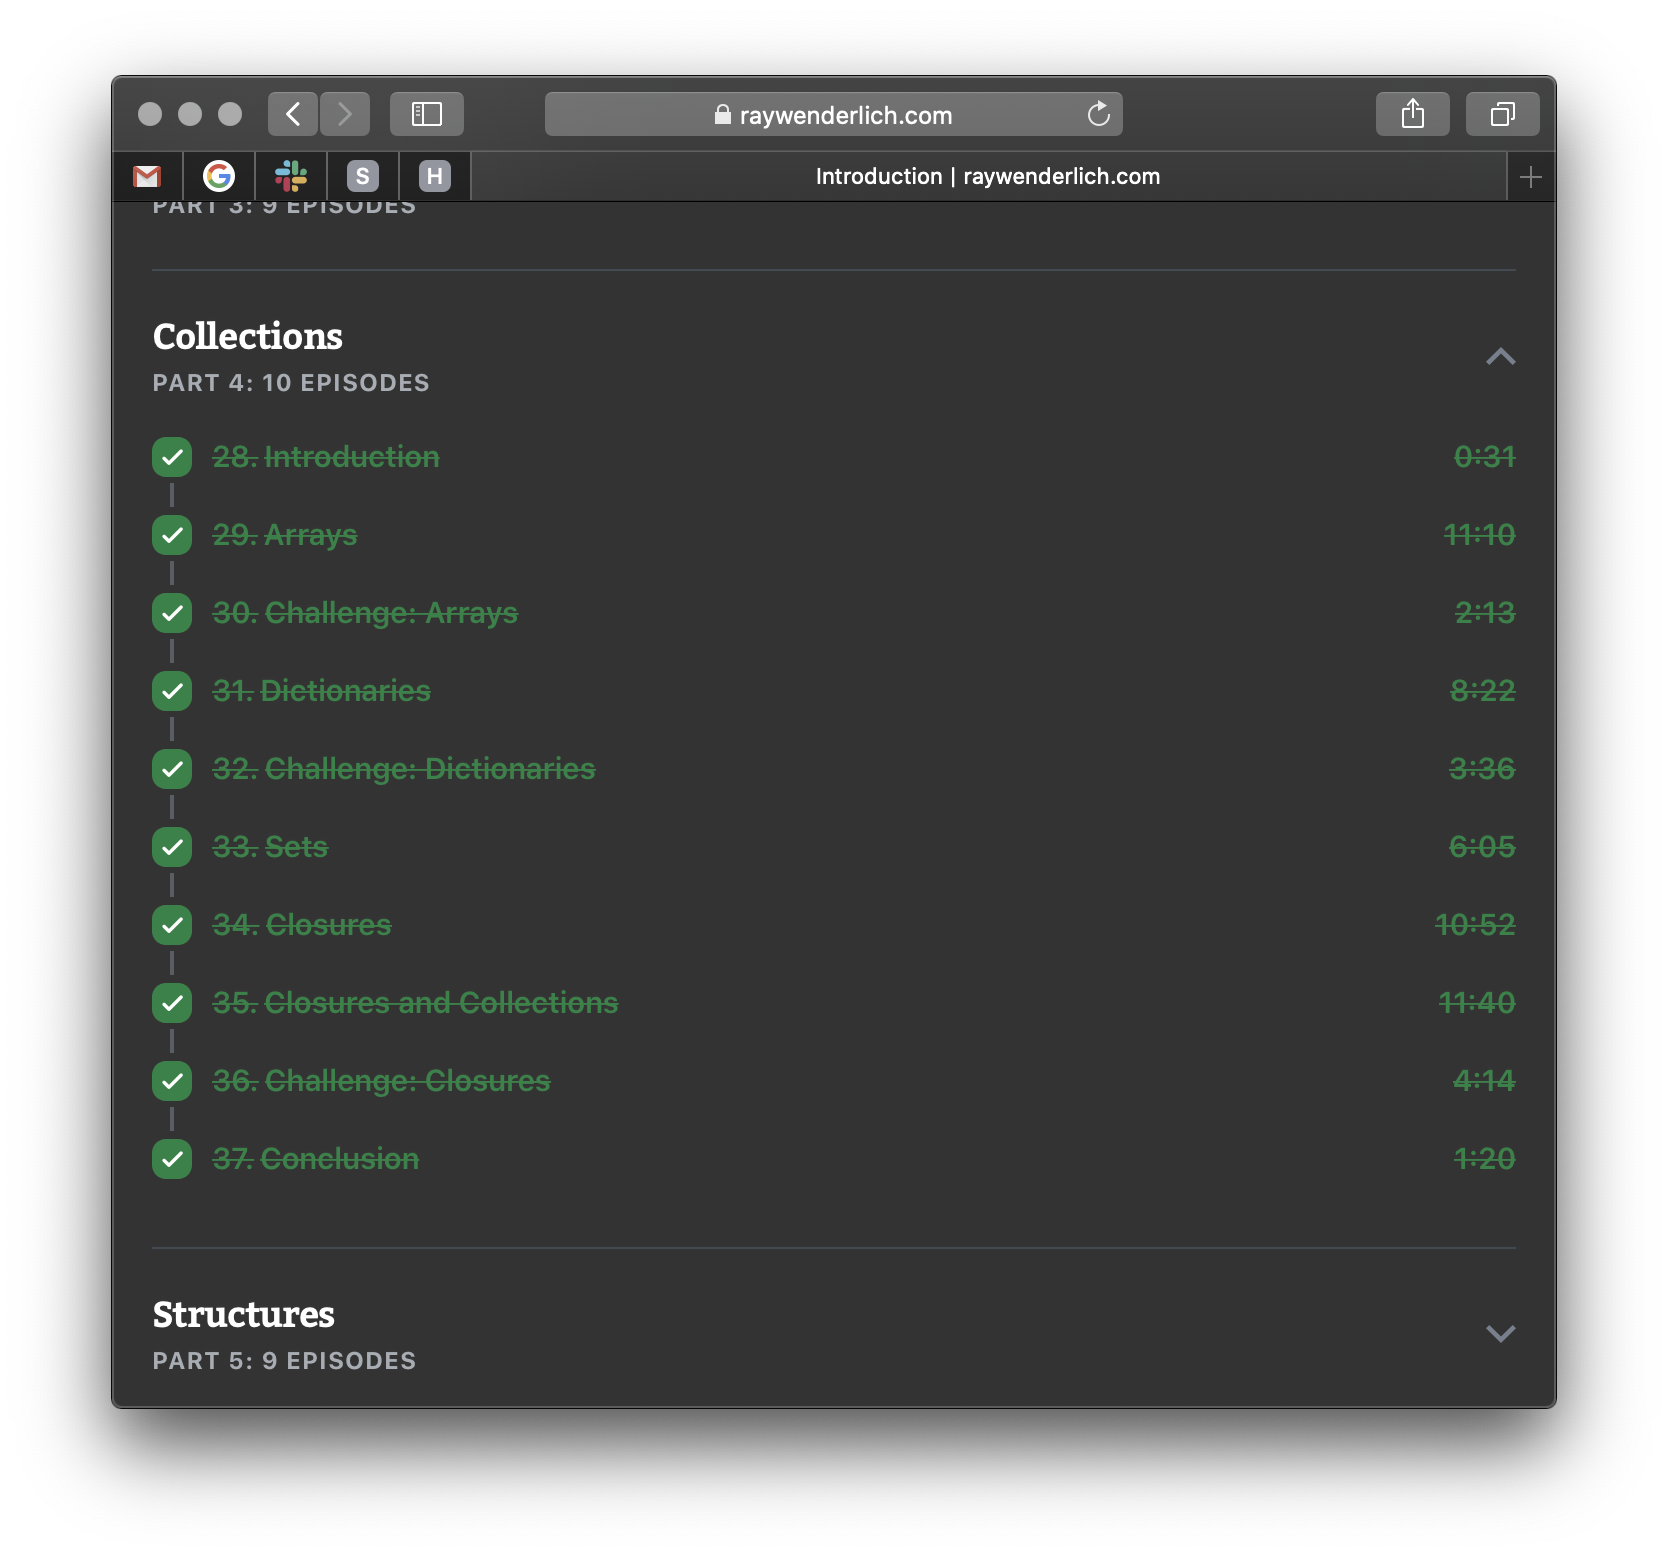 raywenderlich.com
S
H
Introduction | raywenderlich.com
PART 3: 9 EPISODES
Collections
PART 4: 10 EPISODES
28. Introduction 0:31
29. Arrays 11:10
30. Challenge: Arrays 2:13
31. Dictionaries 8:22
32. Challenge: Dictionaries 3:36
33. Sets 6:05
34. Closures 10:52
35. Closures and Collections 11:40
36. Challenge: Closures 4:14
37. Conclusion 1:20
Structures
PART 5: 9 EPISODES